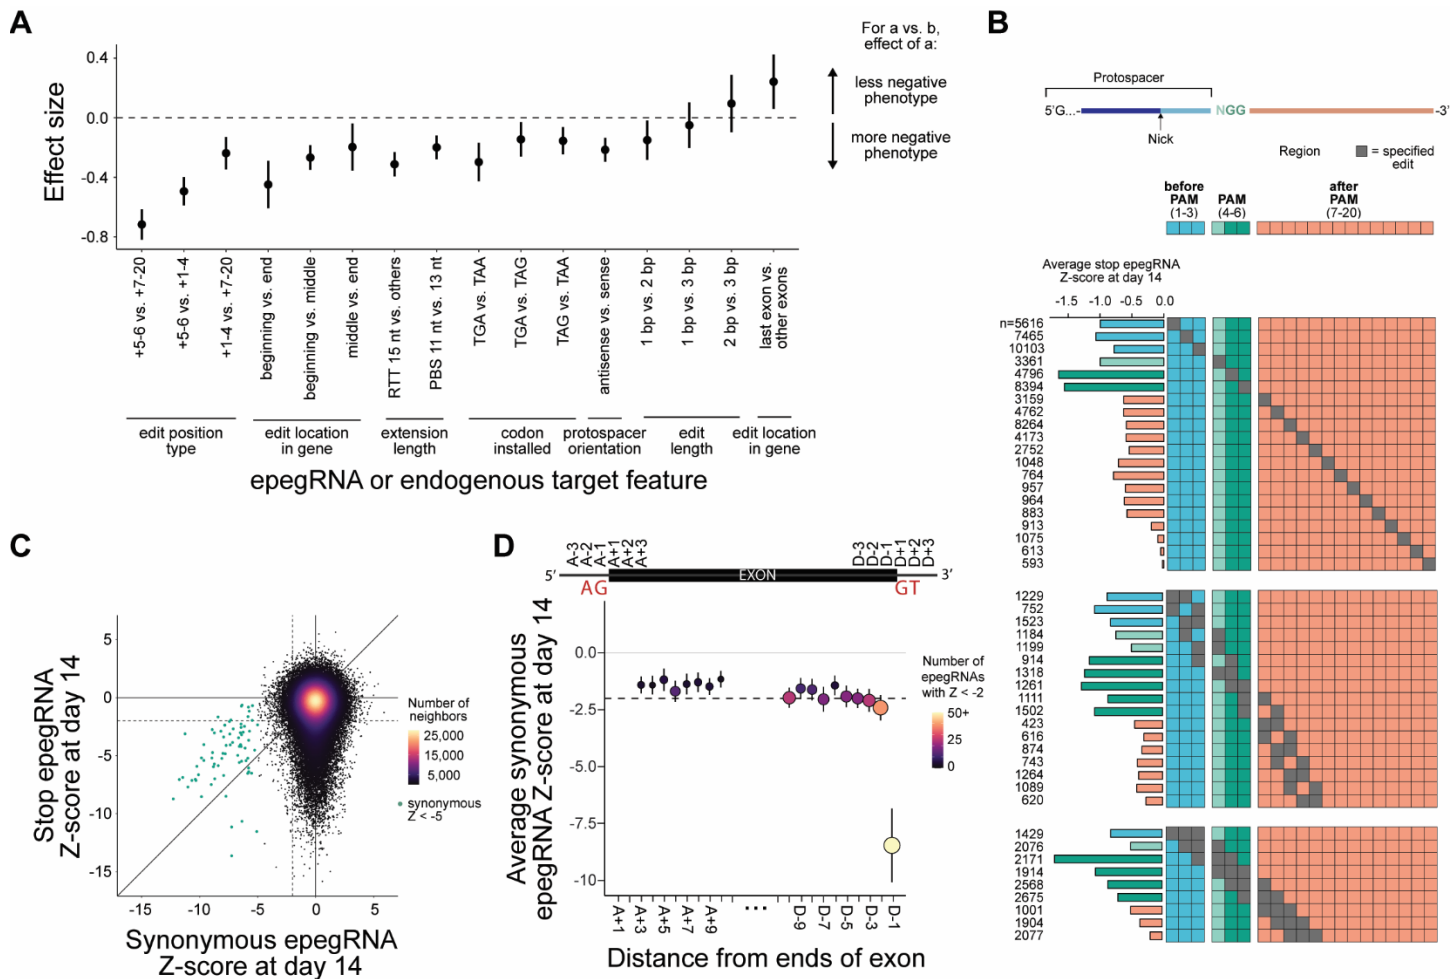 A
For a vs. b,
effect of a:
less negative
phenotype
more negative
phenotype
Effect size
0.4
0.0
-0.4
-0.8
+5-6 vs. +7-20
+5-6 vs. +1-4
+1-4 vs. +7-20
beginning vs. end
beginning vs. middle
middle vs. end
RTT 15 nt vs. others
PBS 11 nt vs. 13 nt
TGA vs. TAA
TGA vs. TAG
TAG vs. TAA
antisense vs. sense
1 bp vs. 2 bp
1 bp vs. 3 bp
2 bp vs. 3 bp
last exon vs.
other exons
edit position
type
edit location
in gene
extension
length
codon
installed
protospacer
orientation
edit
length
edit location
in gene
epegRNA or endogenous target feature
B
Protospacer
5'G...
NGG
-3'
Nick
Region
= specified
edit
before
PAM
(1-3)
PAM
(4-6)
after
PAM
(7-20)
Average stop epegRNA
Z-score at day 14
-1.5 -1.0 -0.5 0.0
n=5616
7465
10103
3361
4796
8394
3159
4762
8264
4173
2752
1048
764
957
964
883
913
1075
613
593
1229
752
1523
1184
1199
914
1318
1261
1111
1502
423
616
874
743
1264
1089
620
1429
2076
2171
1914
2568
2675
1001
1904
2077
C
Stop epegRNA
Z-score at day 14
5
0
-5
-10
-15
-15 -10 -5 0 5
Synonymous epegRNA
Z-score at day 14
Number of
neighbors
25,000
15,000
5,000
synonymous
Z < -5
D
A-3
A-2
A-1
A+1
A+2
A+3
D-3
D-2
D-1
D+1
D+2
D+3
5'
EXON
3'
AG
GT
Average synonymous
epegRNA Z-score at day 14
0.0
-2.5
-5.0
-7.5
-10
Number of
epegRNAs
with Z < -2
50+
25
0
A+1
A+3
A+5
A+7
A+9
...
D-9
D-7
D-5
D-3
D-1
Distance from ends of exon